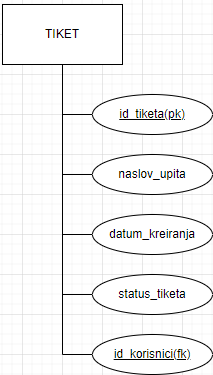 TIKET
id_tiketa(pk)
naslov_upita
datum_kreiranja
status_tiketa
id_korisnici(fk)